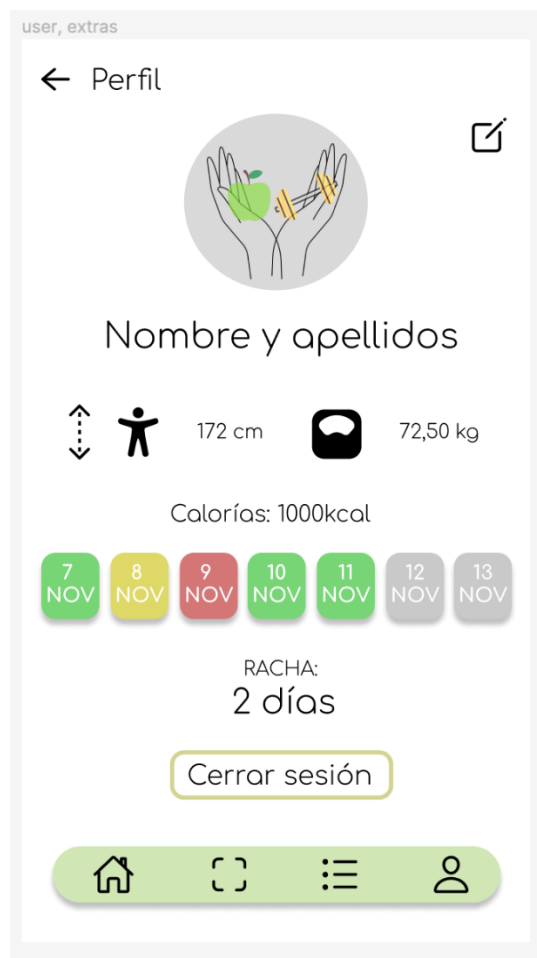 user, extras
Perfil
Nombre y apellidos
172 cm
72,50 kg
Calorías: 1000kcal
7 8 9 10 11 12 13
NOV NOV NOV NOV NOV NOV NOV
RACHA:
2 días
Cerrar sesión